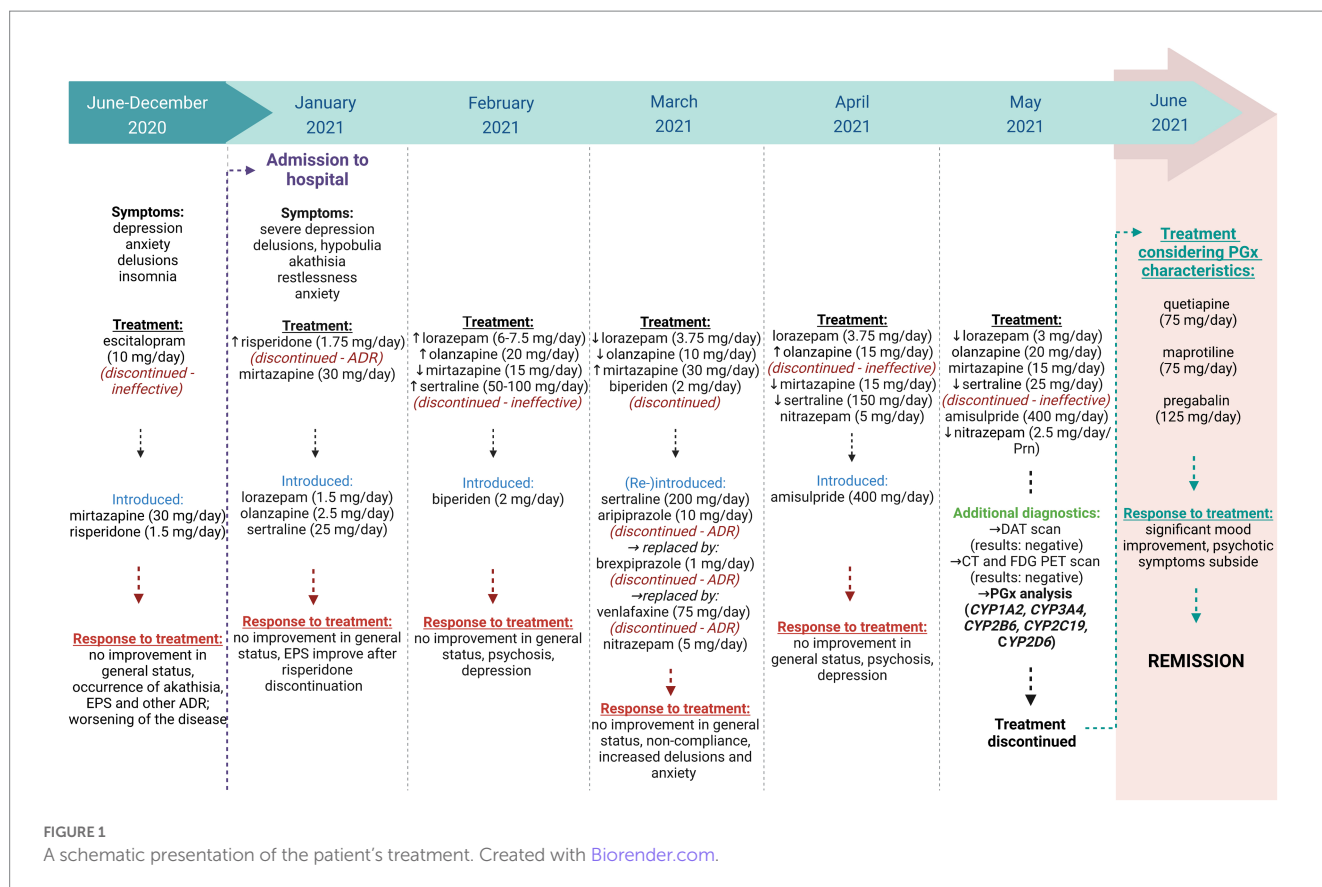 June-December
2020
January
2021
February
2021
March
2021
April
2021
May
2021
June
2021
Symptoms:
depression
anxiety
delusions
insomnia
Treatment:
escitalopram
(10 mg/day)
(discontinued -
ineffective)
Introduced:
mirtazapine (30 mg/day)
risperidone (1.5 mg/day)
Response to treatment:
no improvement in
general status,
occurrence of akathisia,
EPS and other ADR;
worsening of the disease
Admission to
hospital
Symptoms:
severe depression
delusions, hypobulia
akathisia
restlessness
anxiety
Treatment:
↑risperidone (1.75 mg/day)
(discontinued - ADR)
mirtazapine (30 mg/day)
Introduced:
lorazepam (1.5 mg/day)
olanzapine (2.5 mg/day)
sertraline (25 mg/day)
Response to treatment:
no improvement in general
status, EPS improve after
risperidone
discontinuation
Treatment:
↑lorazepam (6-7.5 mg/day)
↑olanzapine (20 mg/day)
↓mirtazapine (15 mg/day)
↑sertraline (50-100 mg/day)
(discontinued - ineffective)
Introduced:
biperiden (2 mg/day)
Response to treatment:
no improvement in general
status, psychosis,
depression
Treatment:
↓lorazepam (3.75 mg/day)
↓olanzapine (10 mg/day)
↑mirtazapine (30 mg/day)
biperiden (2 mg/day)
(discontinued)
(Re-)introduced:
sertraline (200 mg/day)
aripiprazole (10 mg/day)
(discontinued - ADR)
→ replaced by:
brexpiprazole (1 mg/day)
(discontinued - ADR)
→replaced by:
venlafaxine (75 mg/day)
(discontinued - ADR)
nitrazepam (5 mg/day)
Response to treatment:
no improvement in general
status, non-compliance,
increased delusions and
anxiety
Treatment:
lorazepam (3.75 mg/day)
↑olanzapine (15 mg/day)
(discontinued - ineffective)
↓mirtazapine (15 mg/day)
↓sertraline (150 mg/day)
nitrazepam (5 mg/day)
Introduced:
amisulpride (400 mg/day)
Response to treatment:
no improvement in
general status, psychosis,
depression
Treatment:
↓lorazepam (3 mg/day)
olanzapine (20 mg/day)
mirtazapine (15 mg/day)
↓sertraline (25 mg/day)
(discontinued - ineffective)
amisulpride (400 mg/day)
↓nitrazepam (2.5 mg/day/
Prn)
Additional diagnostics:
→DAT scan
(results: negative)
→CT and FDG PET scan
(results: negative)
→PGx analysis
(CYP1A2, CYP3A4,
CYP2B6, CYP2C19,
CYP2D6)
Treatment
discontinued
Treatment
considering PGx
characteristics:
quetiapine
(75 mg/day)
maprotiline
(75 mg/day)
pregabalin
(125 mg/day)
Response to treatment:
significant mood
improvement, psychotic
symptoms subside
REMISSION
FIGURE 1
A schematic presentation of the patient's treatment. Created with Biorender.com.